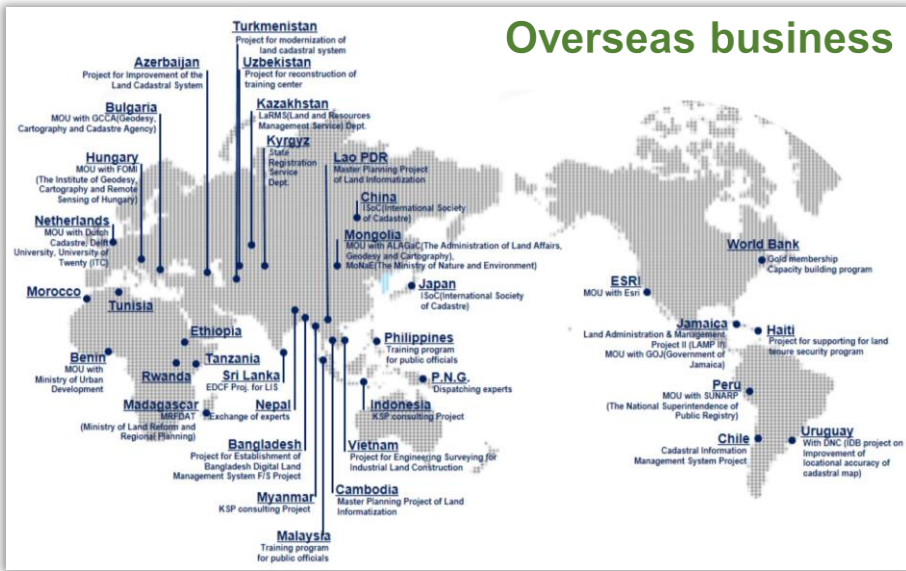 Overseas business
Turkmenistan
Project for modernization of
land cadastral system
Azerbaijan
Project for Improvement of the
Land Cadastral System
Uzbekistan
Project for reconstruction of
training center
Bulgaria
MOU with GCCA(Geodesy,
Cartography and Cadastre Agency)
Kazakhstan
LaRMS(Land and Resources
Management Service) Dept.
Kyrgyz
State
Registration
Service
Dept.
Hungary
MOU with FOMI
(The Institute of Geodesy,
Cartography and Remote
Sensing of Hungary)
Lao PDR
Master Planning Project
of Land Informatization
China
ISoC(International Society
of Cadastre)
Netherlands
MOU with Dutch
Cadastre, Delft
University, University of
Twenty (ITC)
Mongolia
MOU with ALAGaC(The Administration of Land Affairs,
Geodesy and Cartography),
MoNaE(The Ministry of Nature and Environment)
Japan
ISoC(International Society
of Cadastre)
World Bank
Gold membership
Capacity building program
ESRI
MOU with Esri
Morocco
Tunisia
Ethiopia
Benin
MOU with
Ministry of Urban
Development
Tanzania
Rwanda
Sri Lanka
EDCF Proj. for LIS
Philippines
Training program
for public officials
Jamaica
Land Administration & Management
Project II (LAMP II)
MOU with GOJ(Government of
Jamaica)
Haiti
Project for supporting for land
tenure security program
P.N.G.
Dispatching experts
Madagascar
MRFDAT
(Ministry of Land Reform and
Regional Planning)
Nepal
Exchange of experts
Indonesia
KSP consulting Project
Peru
MOU with SUNARP
(The National Superintendence of
Public Registry)
Bangladesh
Project for Establishment of
Bangladesh Digital Land
Management System F/S Project
Vietnam
Project for Engineering Surveying for
Industrial Land Construction
Chile
Cadastral Information
Management System Project
Uruguay
With DNC (IDB project on
Improvement of
locational accuracy of
cadastral map)
Myanmar
KSP consulting Project
Cambodia
Master Planning Project of Land
Informatization
Malaysia
Training program
for public officials